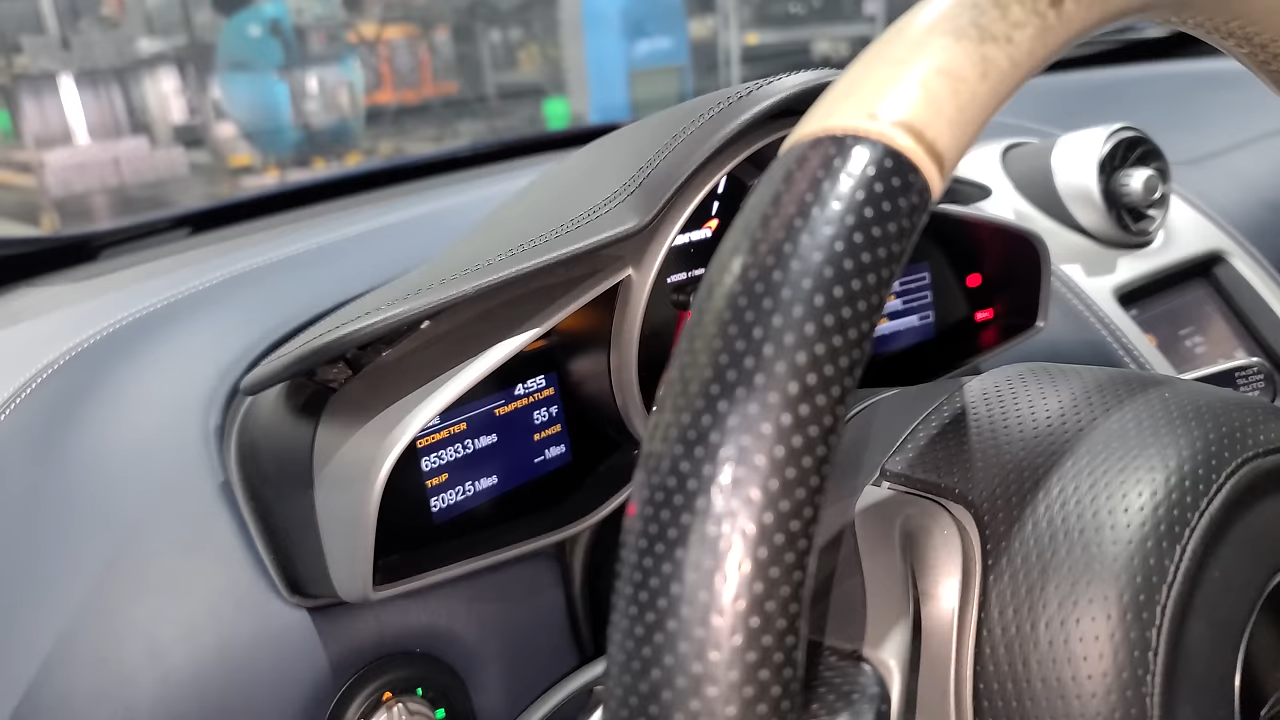 4:55
TEMPERATURE
ODOMETER
55 °F
65383.3 Miles
RANGE
TRIP
--- Miles
5092.5 Miles
x1000 r/min
FAST
SLOW
AUTO